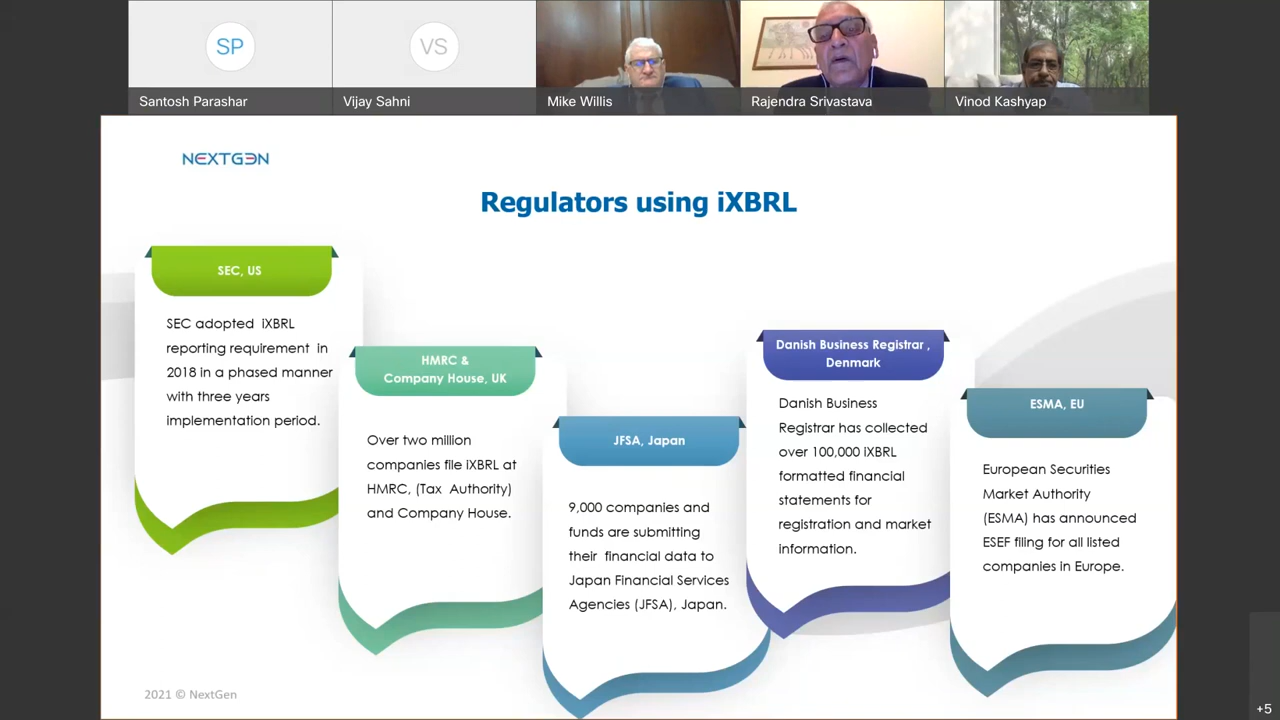 SP
VS
Santosh Parashar
Vijay Sahni
Mike Willis
Rajendra Srivastava
Vinod Kashyap
NEXTGEN
Regulators using iXBRL
SEC, US
SEC adopted iXBRL
reporting requirement in
2018 in a phased manner
with three years
implementation period.
HMRC &
Company House, UK
Over two million
companies file iXBRL at
HMRC, (Tax Authority)
and Company House.
JFSA, Japan
9,000 companies and
funds are submitting
their financial data to
Japan Financial Services
Agencies (JFSA), Japan.
Danish Business Registrar ,
Denmark
Danish Business
Registrar has collected
over 100,000 iXBRL
formatted financial
statements for
registration and market
information.
ESMA, EU
European Securities
Market Authority
(ESMA) has announced
ESEF filing for all listed
companies in Europe.
2021 © NextGen
+5